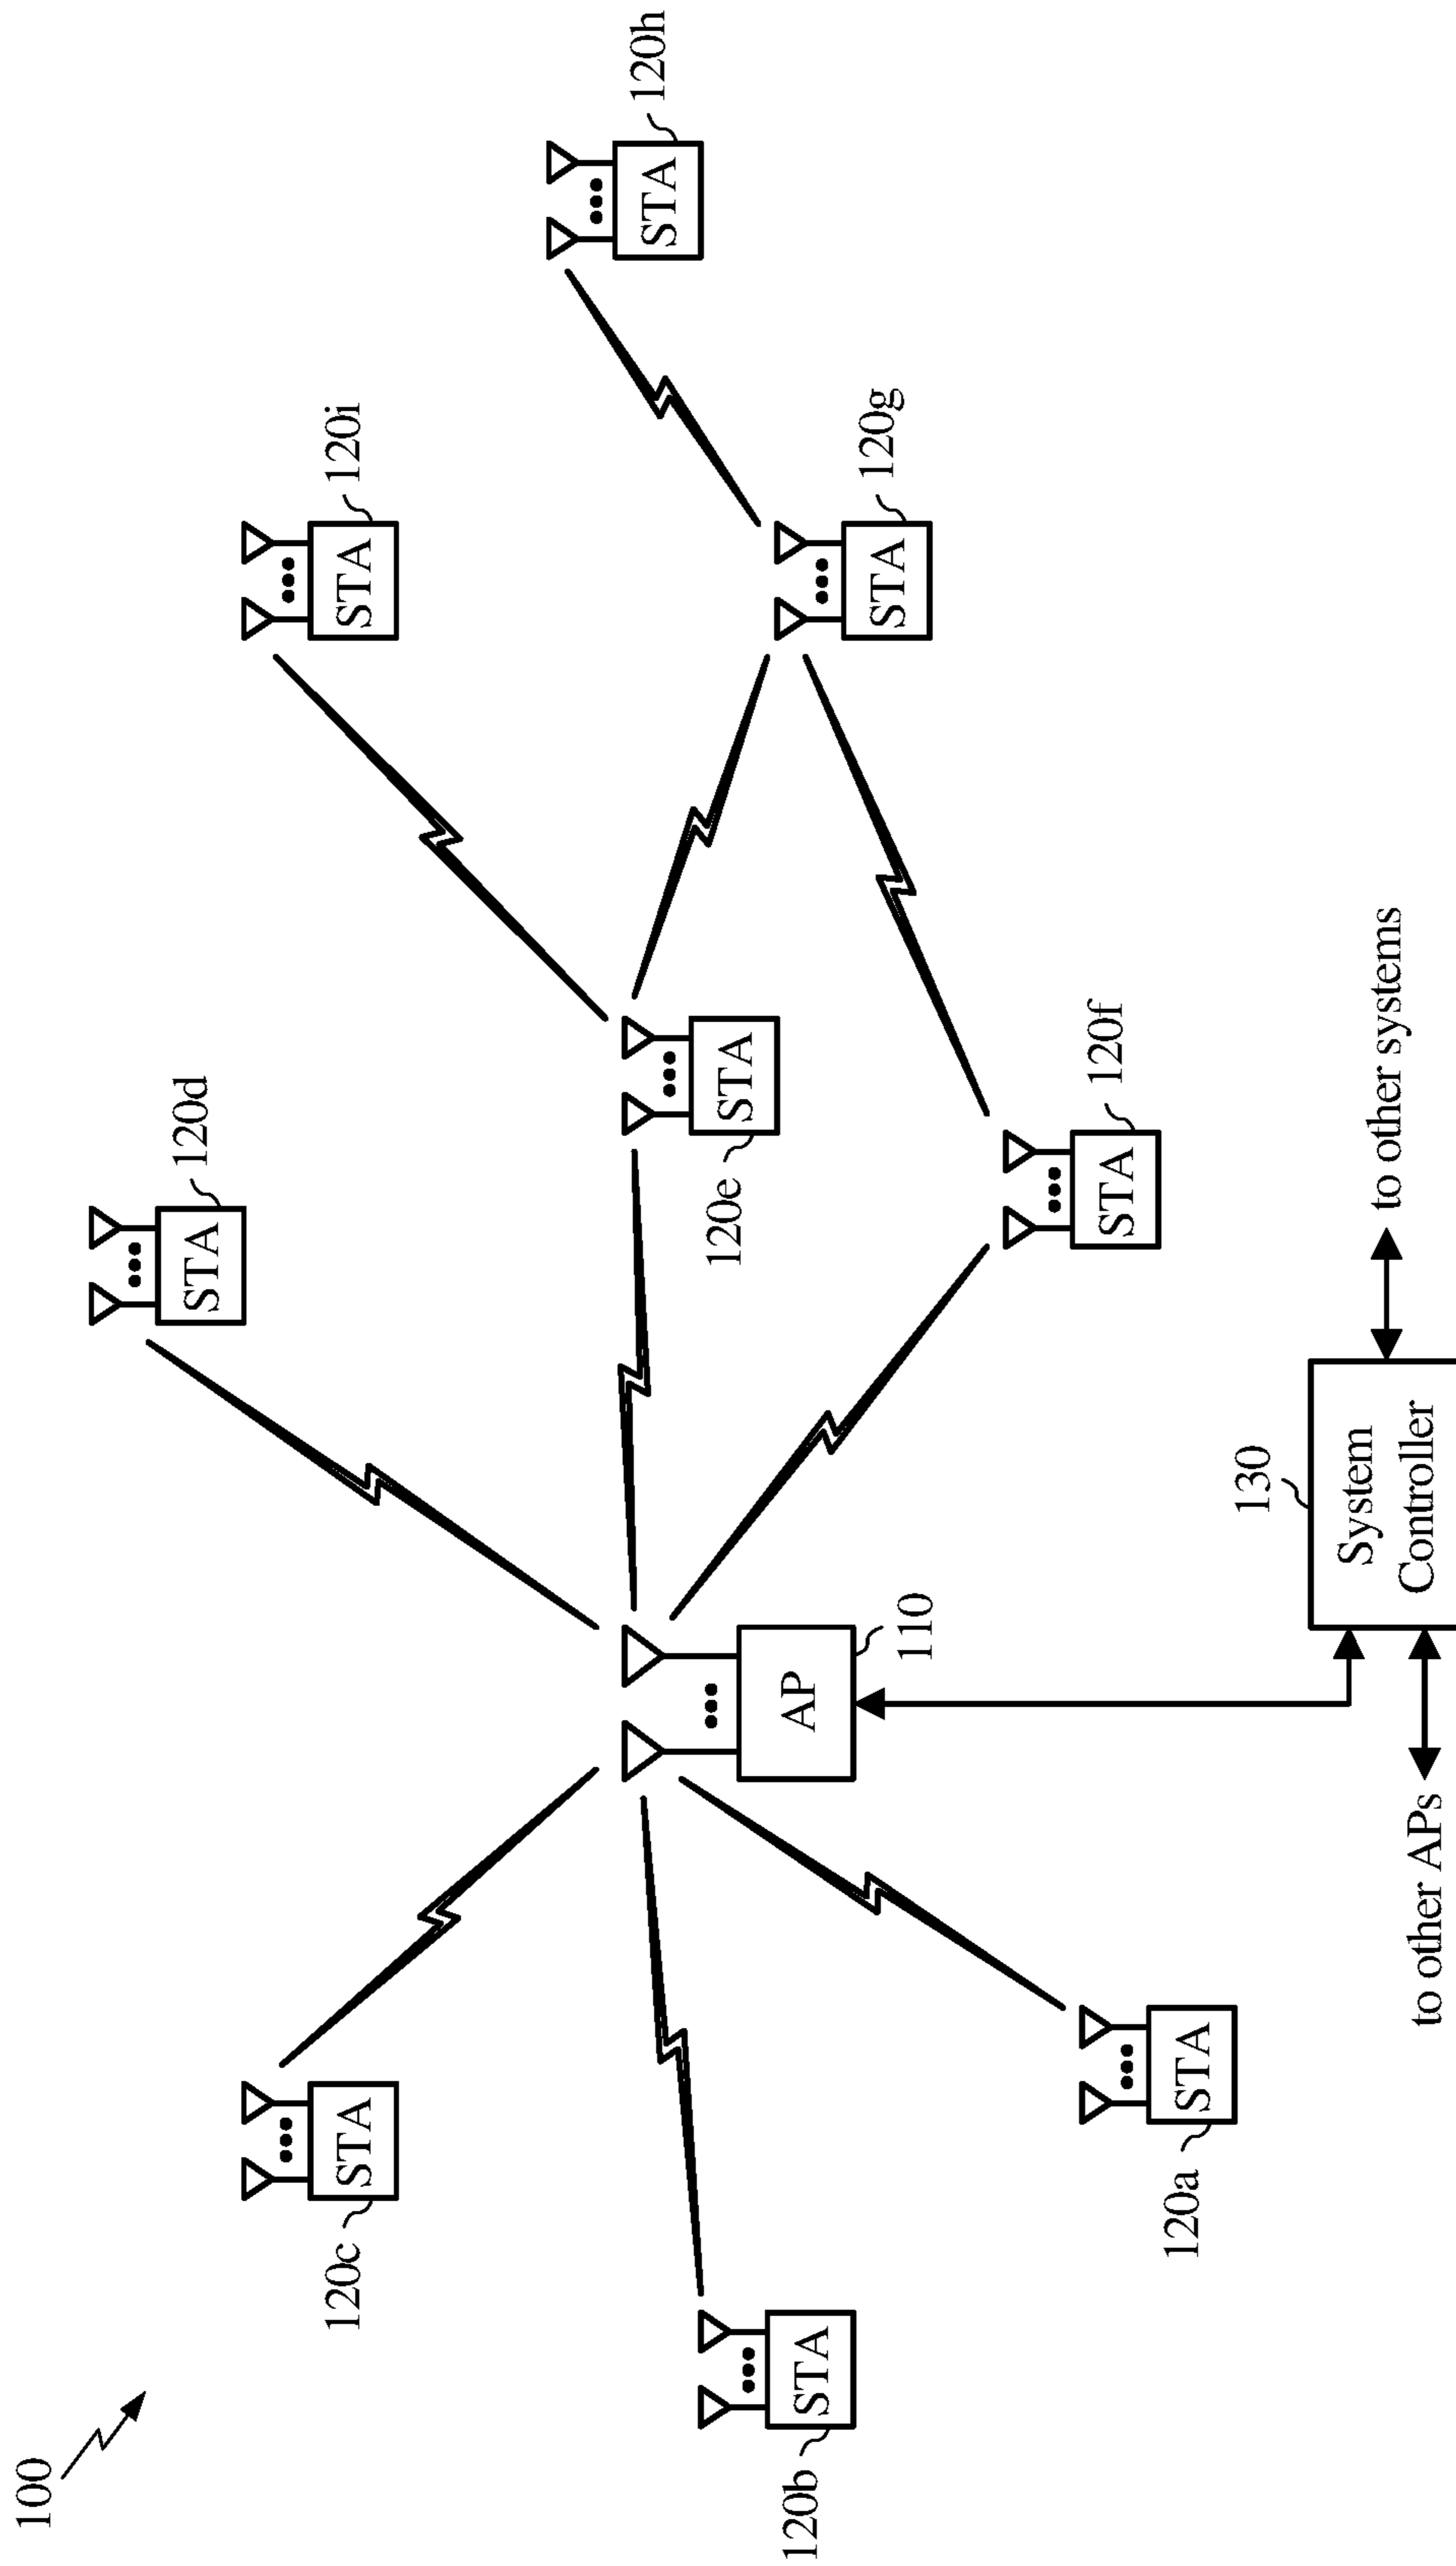 100
120c
STA
120b
STA
120a
STA
STA
120d
AP
110
120e
STA
STA
120f
STA
120i
STA
120g
STA
120h
130
System
Controller
to other APs
to other systems